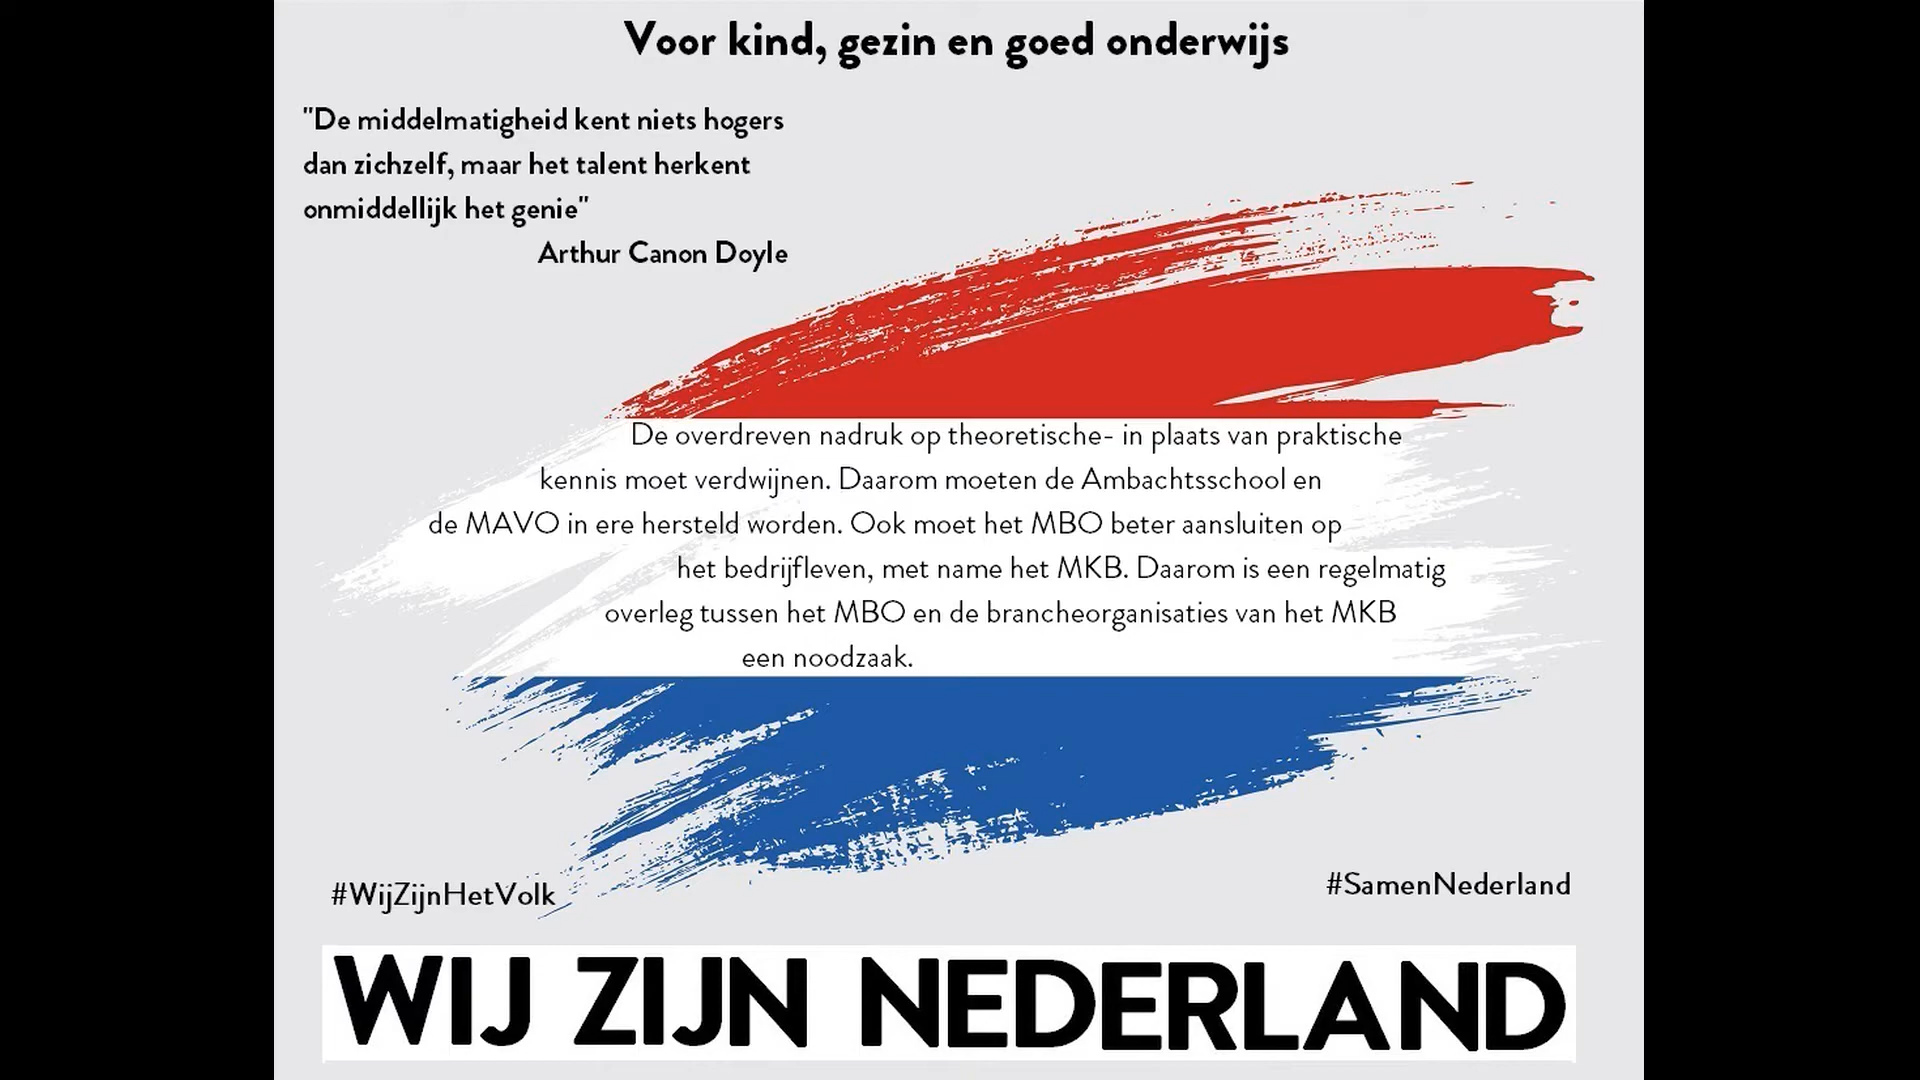 Voor kind, gezin en goed onderwijs
"De middelmatigheid kent niets hogers
dan zichzelf, maar het talent herkent
onmiddellijk het genie"
Arthur Canon Doyle
De overdreven nadruk op theoretische- in plaats van praktische
kennis moet verdwijnen. Daarom moeten de Ambachtsschool en
de MAVO in ere hersteld worden. Ook moet het MBO beter aansluiten op
het bedrijfleven, met name het MKB. Daarom is een regelmatig
overleg tussen het MBO en de brancheorganisaties van het MKB
een noodzaak.
#WijZijnHetVolk
#SamenNederland
WIJ ZIJN NEDERLAND